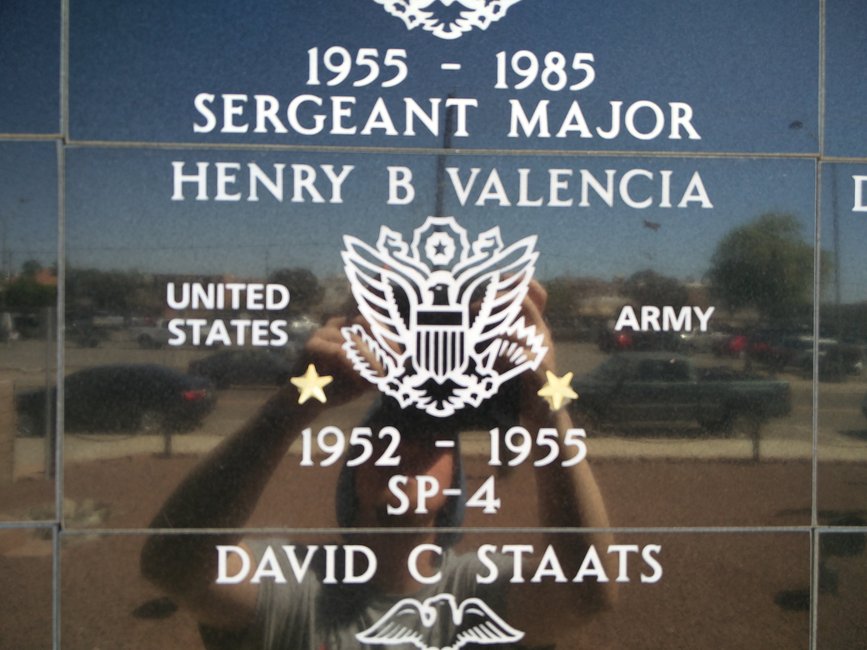 1955 - 1985
SERGEANT MAJOR
HENRY B VALENCIA
UNITED
STATES
ARMY
1952 - 1955
SP-4
DAVID C STAATS